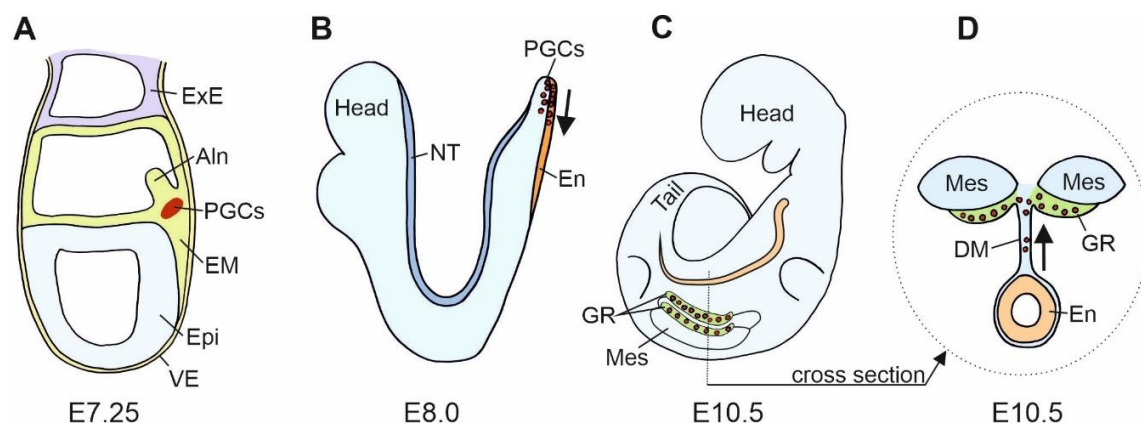 A
ExE
Aln
PGCs
EM
Epi
VE
E7.25
B
PGCs
Head
NT
En
E8.0
C
Head
Tail
GR
Mes
cross section
E10.5
D
Mes
Mes
DM
GR
En
E10.5